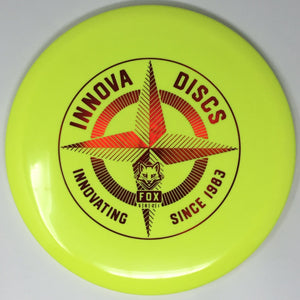 INNOVA DISCS
INNOVATING SINCE 1983
FOX